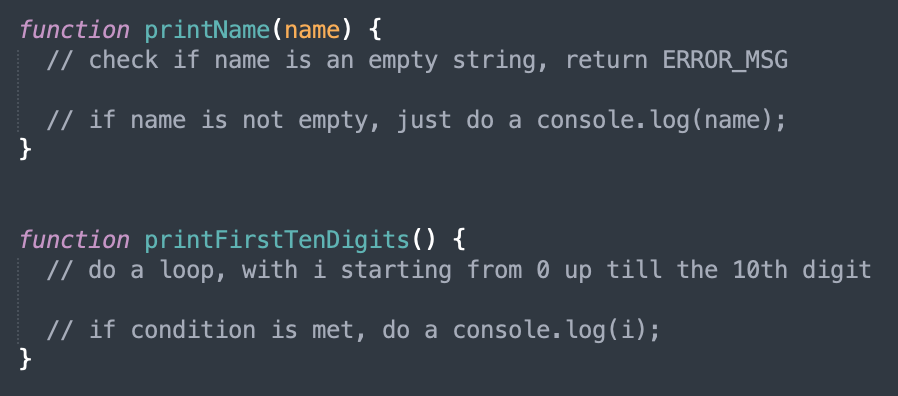 function printName(name) {
// check if name is an empty string, return ERROR_MSG
// if name is not empty, just do a console.log(name);
}
function printFirstTenDigits() {
// do a loop, with i starting from 0 up till the 10th digit
// if condition is met, do a console.log(i);
}